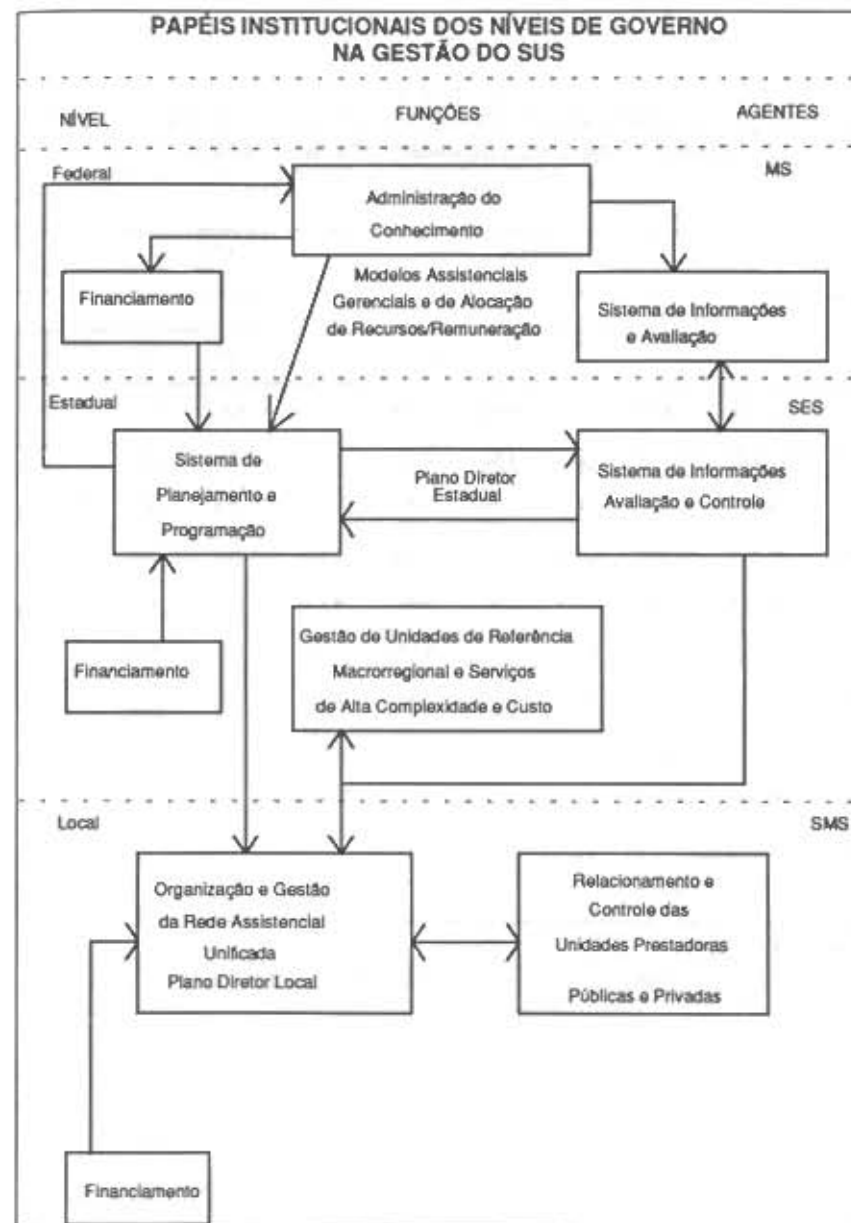 PAPÉIS INSTITUCIONAIS DOS NÍVEIS DE GOVERNO
NA GESTÃO DO SUS
NÍVEL
FUNÇÕES
AGENTES
Federal
MS
Administração do
Conhecimento
Financiamento
Modelos Assistenciais
Gerenciais e de Alocação
de Recursos/Remuneração
Sistema de Informações
e Avaliação
Estadual
SES
Sistema de
Planejamento e
Programação
Plano Diretor
Estadual
Sistema de Informações
Avaliação e Controle
Financiamento
Gestão de Unidades de Referência
Macrorregional e Serviços
de Alta Complexidade e Custo
Local
SMS
Organização e Gestão
da Rede Assistencial
Unificada
Plano Diretor Local
Relacionamento e
Controle das
Unidades Prestadoras
Públicas e Privadas
Financiamento